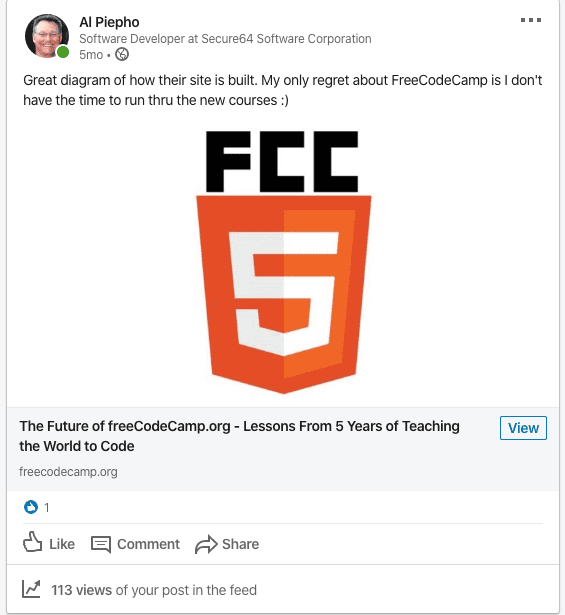 Al Piepho
Software Developer at Secure64 Software Corporation
5mo •
Great diagram of how their site is built. My only regret about FreeCodeCamp is I don't
have the time to run thru the new courses :)
FCC
5
The Future of freeCodeCamp.org - Lessons From 5 Years of Teaching
the World to Code
View
freecodecamp.org
1
Like Comment Share
113 views of your post in the feed